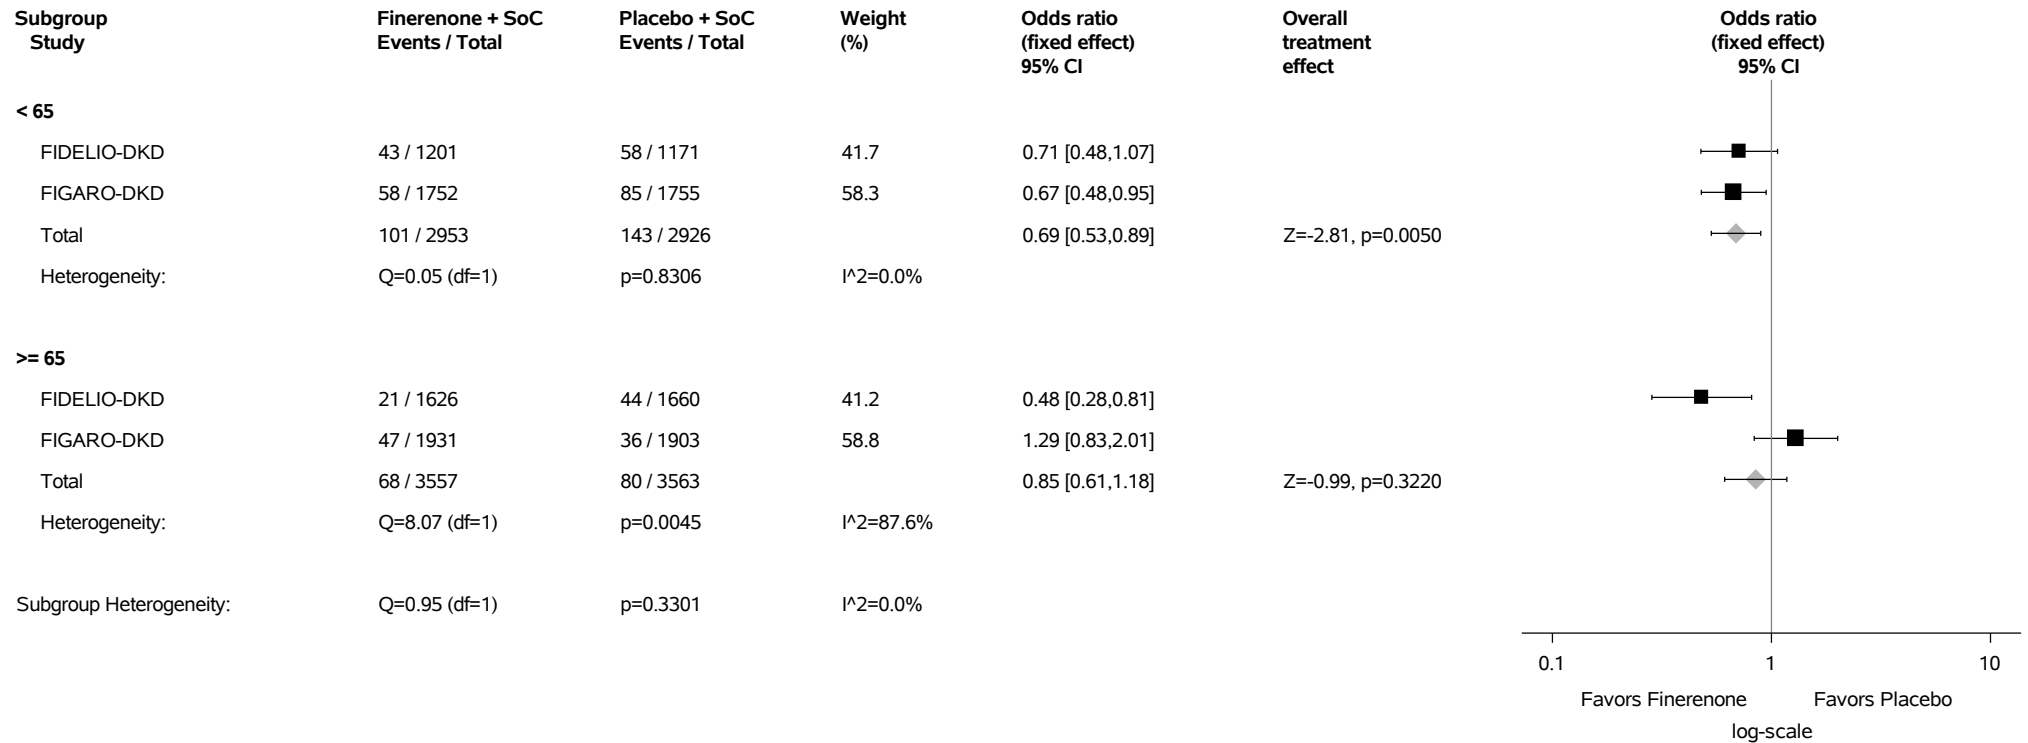 Subgroup Finerenone + SoC Placebo + SoC Weight Odds ratio Overall Odds ratio
Study Events / Total Events / Total (%) (fixed effect) treatment (fixed effect)
95% CI effect 95% CI
< 65
FIDELIO-DKD 43 / 1201 58 / 1171 41.7 0.71 [0.48,1.07]
FIGARO-DKD 58 / 1752 85 / 1755 58.3 0.67 [0.48,0.95]
Total 101 / 2953 143 / 2926 0.69 [0.53,0.89] Z=-2.81, p=0.0050
Heterogeneity: Q=0.05 (df=1) p=0.8306 I^2=0.0%
>= 65
FIDELIO-DKD 21 / 1626 44 / 1660 41.2 0.48 [0.28,0.81]
FIGARO-DKD 47 / 1931 36 / 1903 58.8 1.29 [0.83,2.01]
Total 68 / 3557 80 / 3563 0.85 [0.61,1.18] Z=-0.99, p=0.3220
Heterogeneity: Q=8.07 (df=1) p=0.0045 I^2=87.6%
Subgroup Heterogeneity: Q=0.95 (df=1) p=0.3301 I^2=0.0%
0.1 1 10
Favors Finerenone Favors Placebo
log-scale